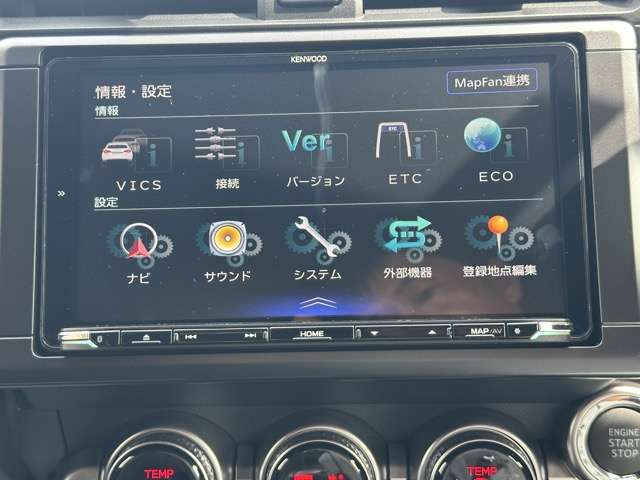 KENWOOD
情報・設定
MapFan連携
情報
Ver
ETC
VICS
接続
バージョン
ETC
ECO
設定
ナビ
サウンド
システム
外部機器
登録地点編集
HOME
MAP/AV
ENGINE
START
STOP
TEMP
TEMP